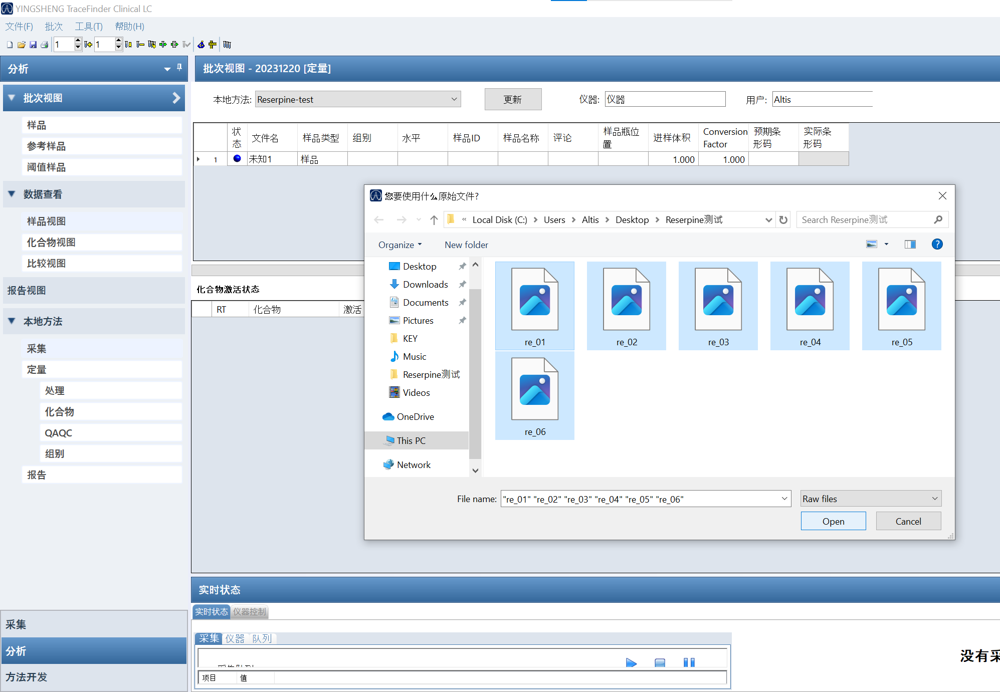 YINGSHENG TraceFinder Clinical LC
文件(F) 批次 工具(T) 帮助(H)
1 1
分析
批次视图 - 20231220 [定量]
批次视图
样品
参考样品
阈值样品
数据查看
样品视图
化合物视图
比较视图
报告视图
本地方法
采集
定量
处理
化合物
QAQC
组别
报告
采集
分析
方法开发
本地方法: Reserpine-test 更新 仪器: 仪器 用户: Altis
状态 文件名 样品类型 组别 水平 样品ID 样品名称 评论 样品瓶位置 进样体积 Conversion Factor 预期条形码 实际条形码
1 未知1 样品 1.000 1.000
化合物激活状态
RT 化合物 激活
您要使用什么原始文件?
« Local Disk (C:) Users Altis Desktop Reserpine测试 Search Reserpine测试
Organize New folder ?
Desktop
Downloads
Documents
Pictures
KEY
Music
Reserpine测试
Videos
OneDrive
This PC
Network
re_01 re_02 re_03 re_04 re_05
re_06
File name: "re_01" "re_02" "re_03" "re_04" "re_05" "re_06" Raw files
Open Cancel
实时状态
实时状态 仪器控制
采集 仪器 队列
项目 值
没有采